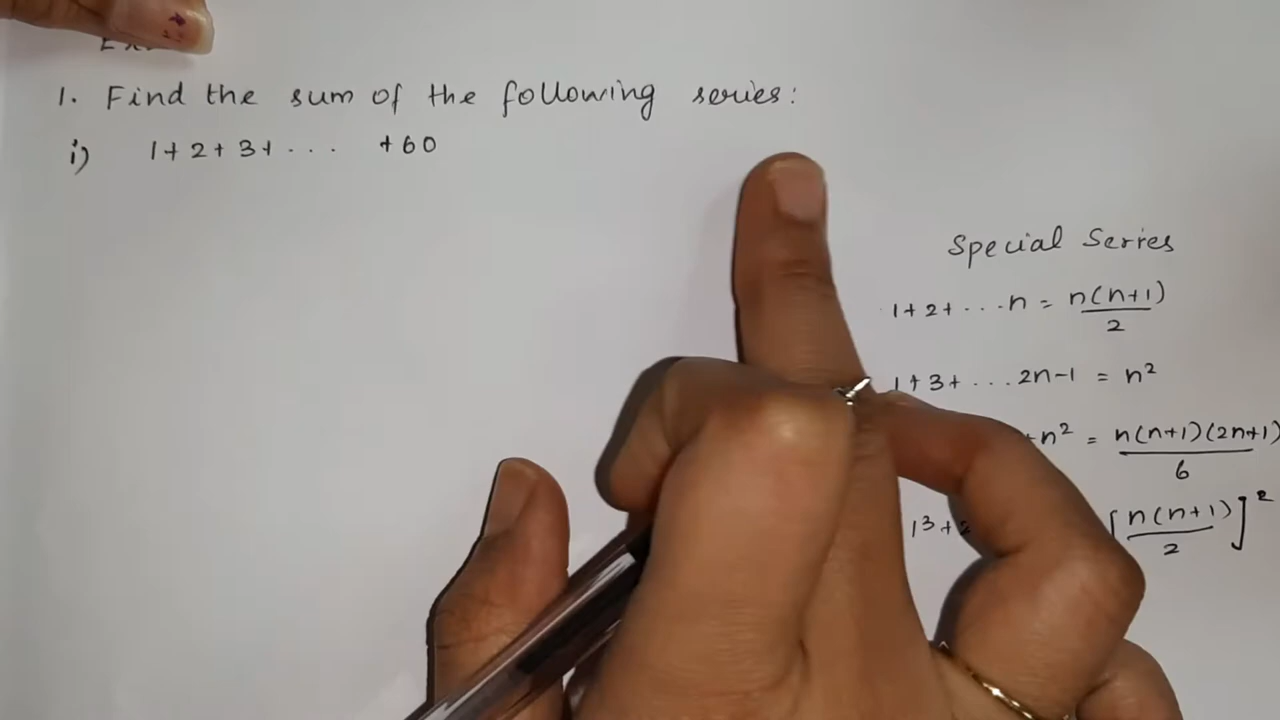 1. Find the sum of the following series:
i) 1+2+3+... +60
Special Series
1+2+...n = n(n+1)/2
1+3+...2n-1 = n²
+n² = n(n+1)(2n+1)/6
1³+2 [n(n+1)/2]²